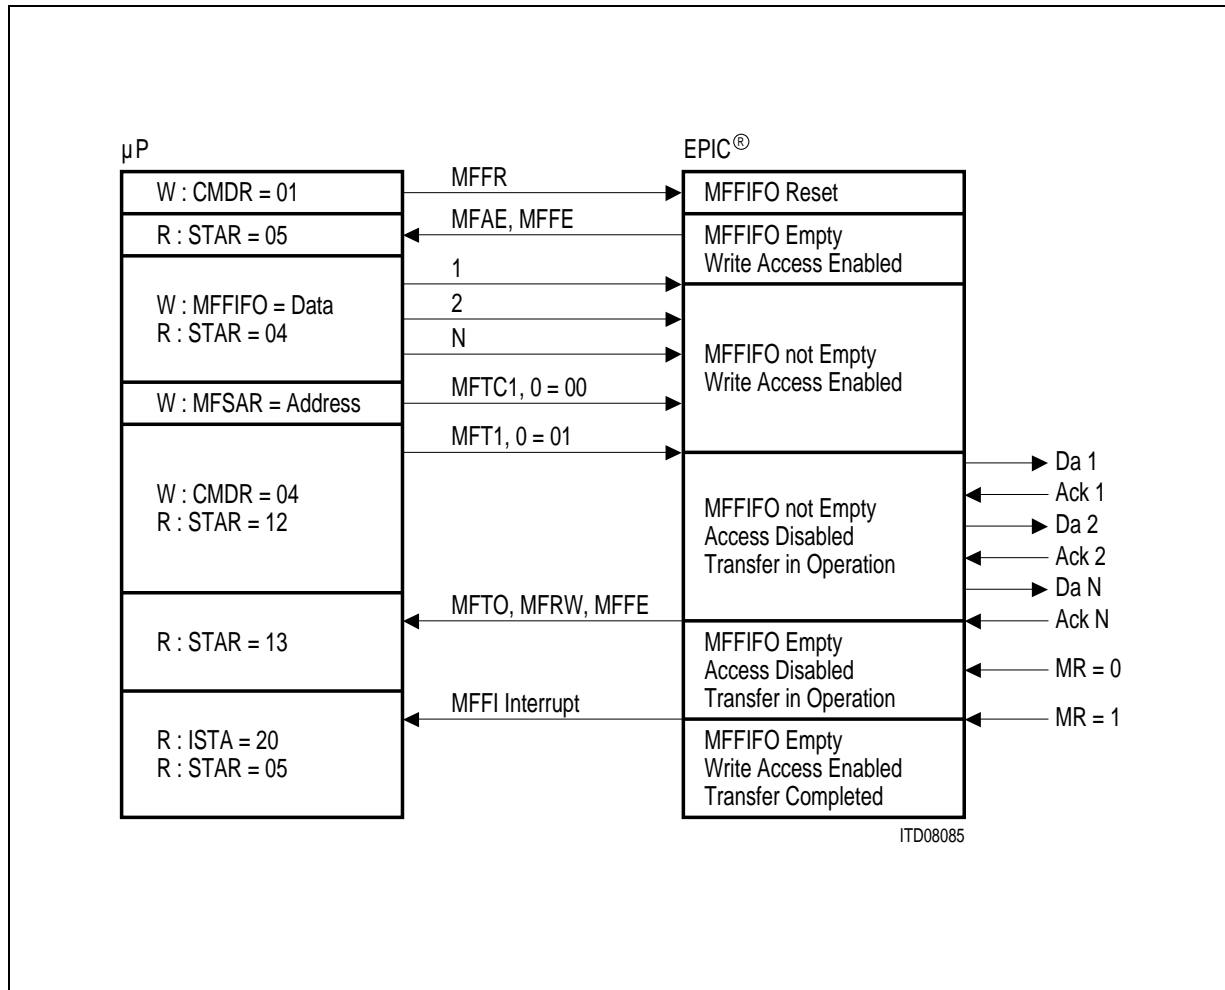 µP
EPIC®
W : CMDR = 01
MFFR
MFFIFO Reset
R : STAR = 05
MFAE, MFFE
MFFIFO Empty
Write Access Enabled
W : MFFIFO = Data
R : STAR = 04
1
2
N
MFFIFO not Empty
Write Access Enabled
W : MFSAR = Address
MFTC1, 0 = 00
MFT1, 0 = 01
W : CMDR = 04
R : STAR = 12
MFFIFO not Empty
Access Disabled
Transfer in Operation
Da 1
Ack 1
Da 2
Ack 2
Da N
Ack N
R : STAR = 13
MFTO, MFRW, MFFE
MFFIFO Empty
Access Disabled
Transfer in Operation
MR = 0
MR = 1
R : ISTA = 20
R : STAR = 05
MFFI Interrupt
MFFIFO Empty
Write Access Enabled
Transfer Completed
ITD08085